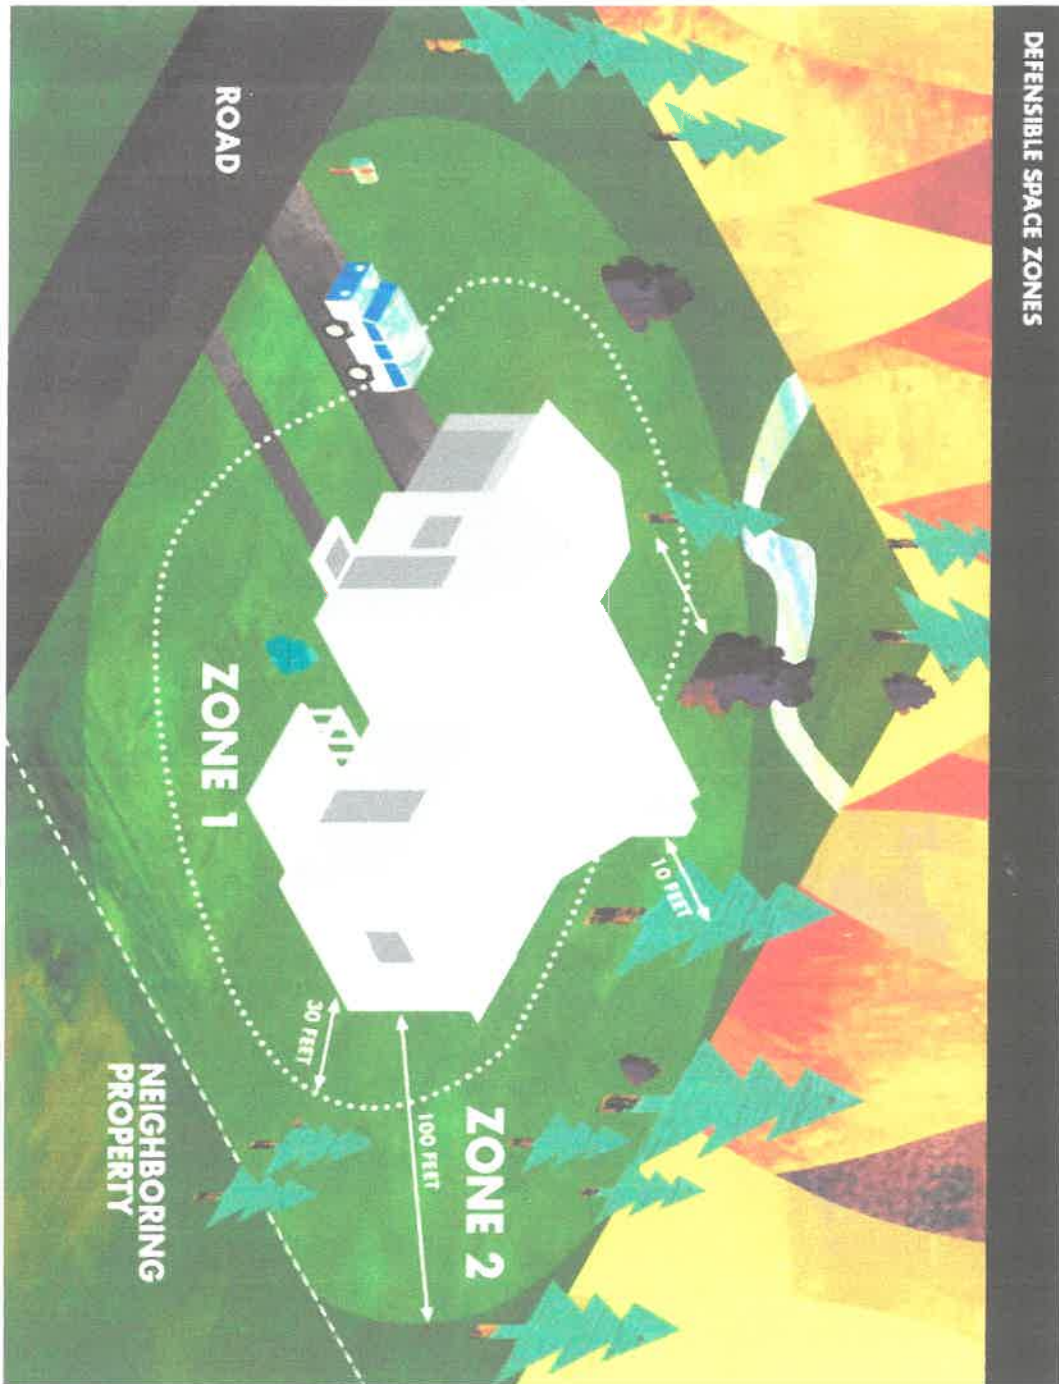 DEFENSIBLE SPACE ZONES
ROAD
10 FEET
ZONE 2
100 FEET
30 FEET
ZONE 1
NEIGHBORING
PROPERTY